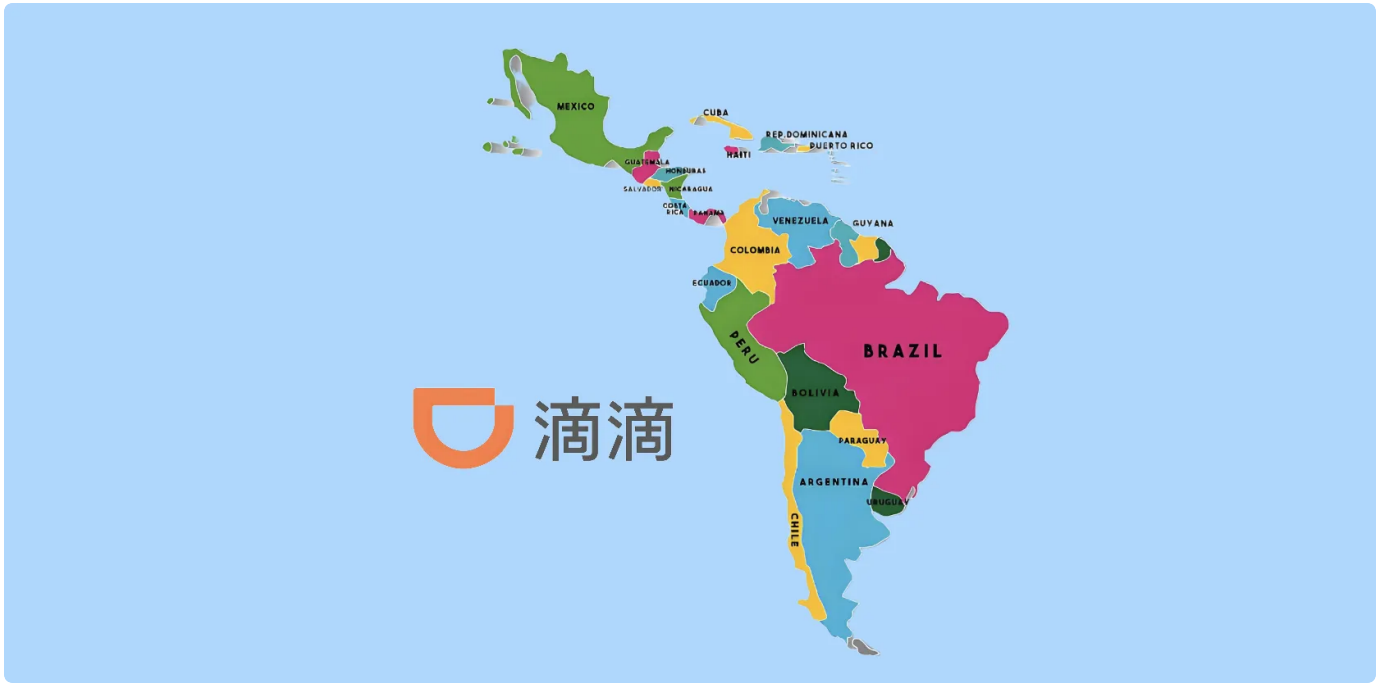 MEXICO
CUBA
REP.DOMINICANA
PUERTO RICO
HAITI
GUATEMALA
HONDURAS
SALVADOR
NICARAGUA
COSTA
RICA
PANAMA
VENEZUELA
GUYANA
COLOMBIA
ECUADOR
PERU
BRAZIL
BOLIVIA
滴滴
PARAGUAY
ARGENTINA
URUGUAY
CHILE